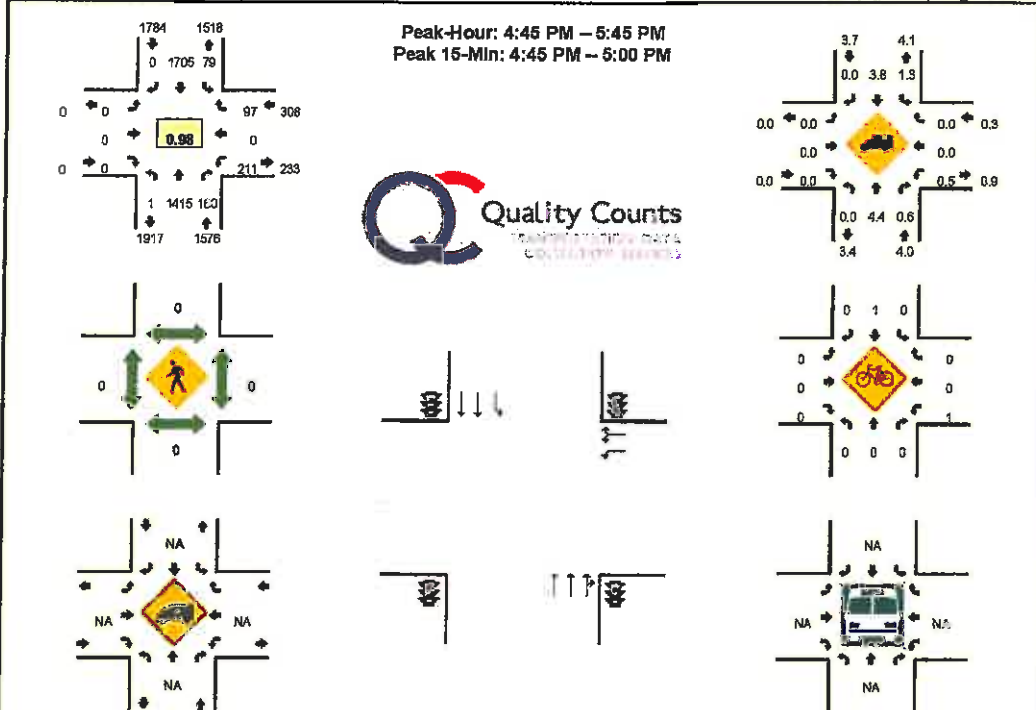 Peak-Hour: 4:45 PM -- 5:45 PM
Peak 15-Min: 4:45 PM -- 5:00 PM
1784 1518
0 1705 79
0 0 97 308
0 0.98 0
0 0 211 233
1 1415 160
1917 1576
3.7 4.1
0.0 3.8 1.3
0.0 0.0 0.0 0.3
0.0 0.0
0.0 0.0 0.5 0.9
0.0 4.4 0.6
3.4 4.0
Quality Counts
0
0 0
0
0 1 0
0 0
0 0
0 1
0 0 0
NA
NA NA
NA
NA
NA NA
NA